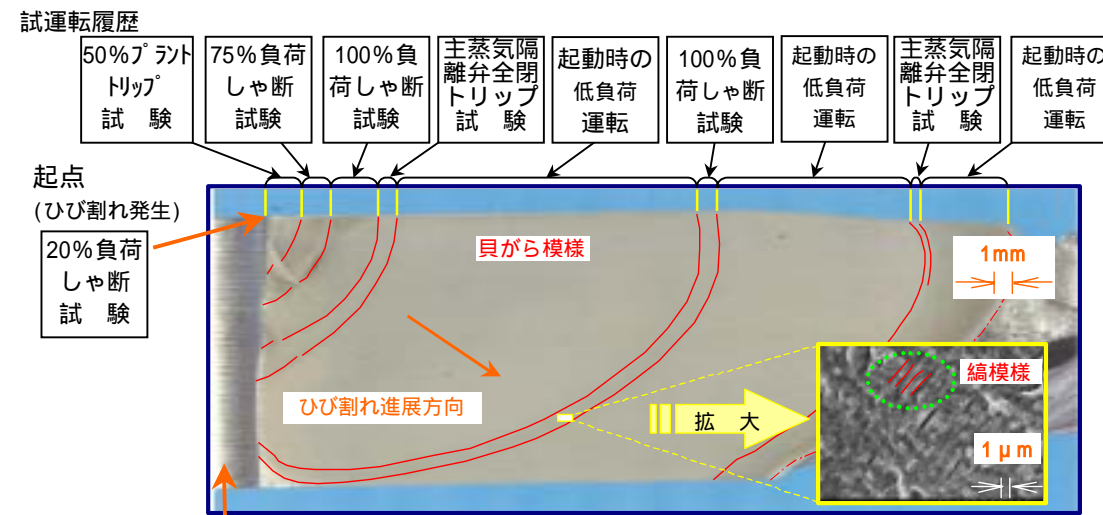 試運転履歴
50%プラント
トリップ
試 験
75%負荷
しゃ断
試験
100%負
荷しゃ断
試験
主蒸気隔
離弁全閉
トリップ
試 験
起動時の
低負荷
運転
100%負
荷しゃ断
試験
起動時の
低負荷
運転
主蒸気隔
離弁全閉
トリップ
試 験
起動時の
低負荷
運転
起点
(ひび割れ発生)
20%負荷
しゃ断
試 験
貝がら模様
1mm
ひび割れ進展方向
拡 大
縞模様
1μm